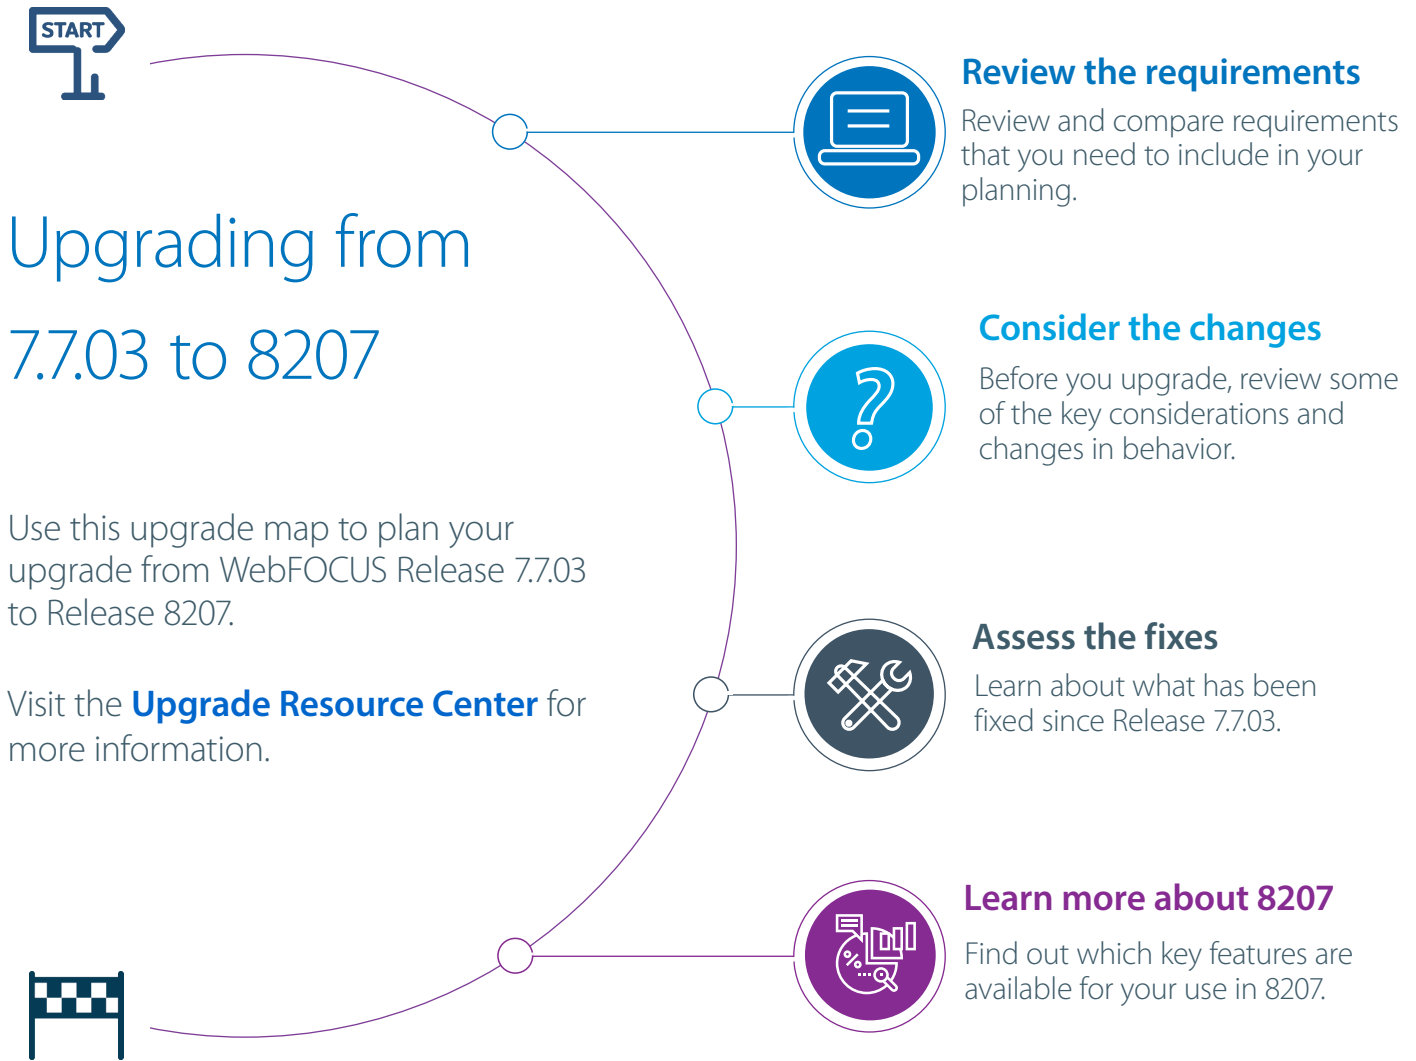 START
Upgrading from
7.7.03 to 8207
Use this upgrade map to plan your
upgrade from WebFOCUS Release 7.7.03
to Release 8207.
Visit the Upgrade Resource Center for
more information.
Review the requirements
Review and compare requirements
that you need to include in your
planning.
Consider the changes
Before you upgrade, review some
of the key considerations and
changes in behavior.
Assess the fixes
Learn about what has been
fixed since Release 7.7.03.
Learn more about 8207
Find out which key features are
available for your use in 8207.